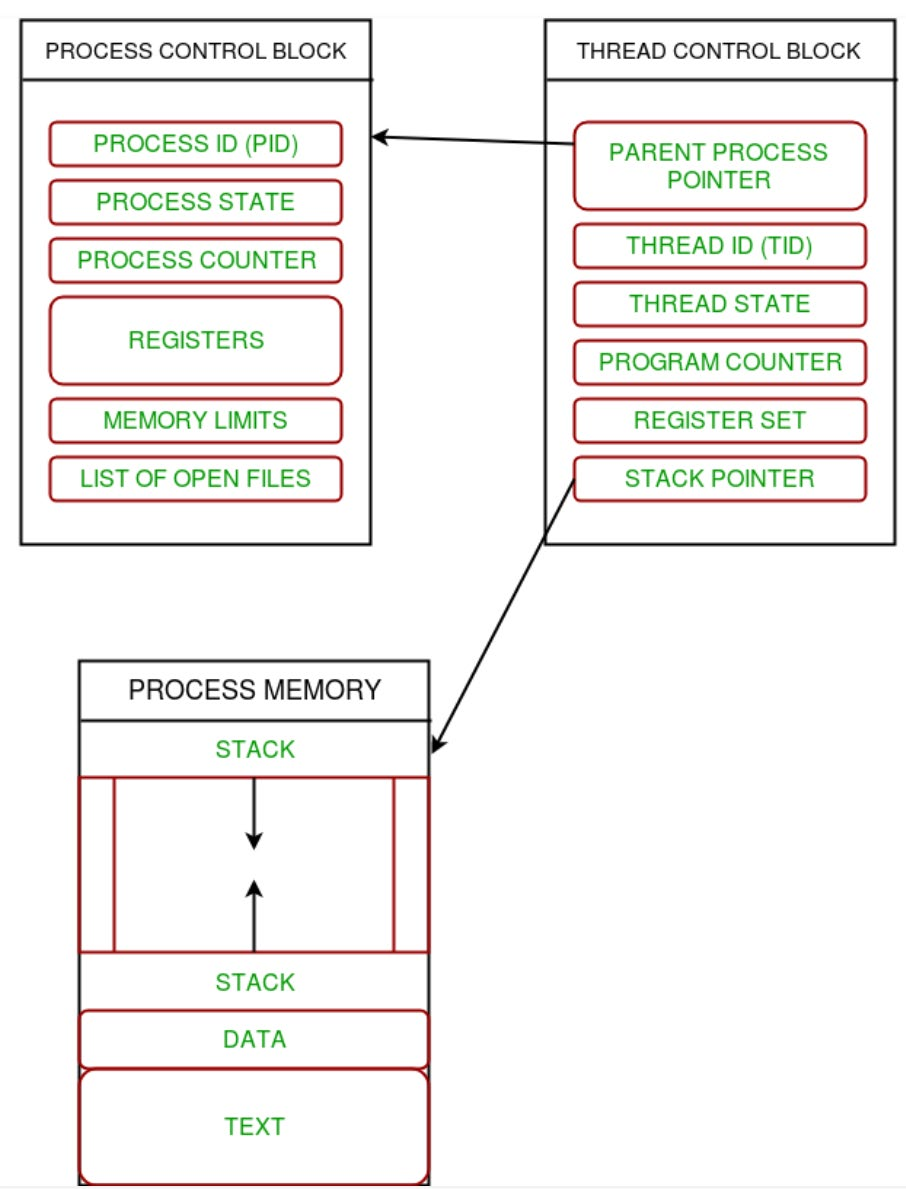 PROCESS CONTROL BLOCK
PROCESS ID (PID)
PROCESS STATE
PROCESS COUNTER
REGISTERS
MEMORY LIMITS
LIST OF OPEN FILES
THREAD CONTROL BLOCK
PARENT PROCESS
POINTER
THREAD ID (TID)
THREAD STATE
PROGRAM COUNTER
REGISTER SET
STACK POINTER
PROCESS MEMORY
STACK
STACK
DATA
TEXT